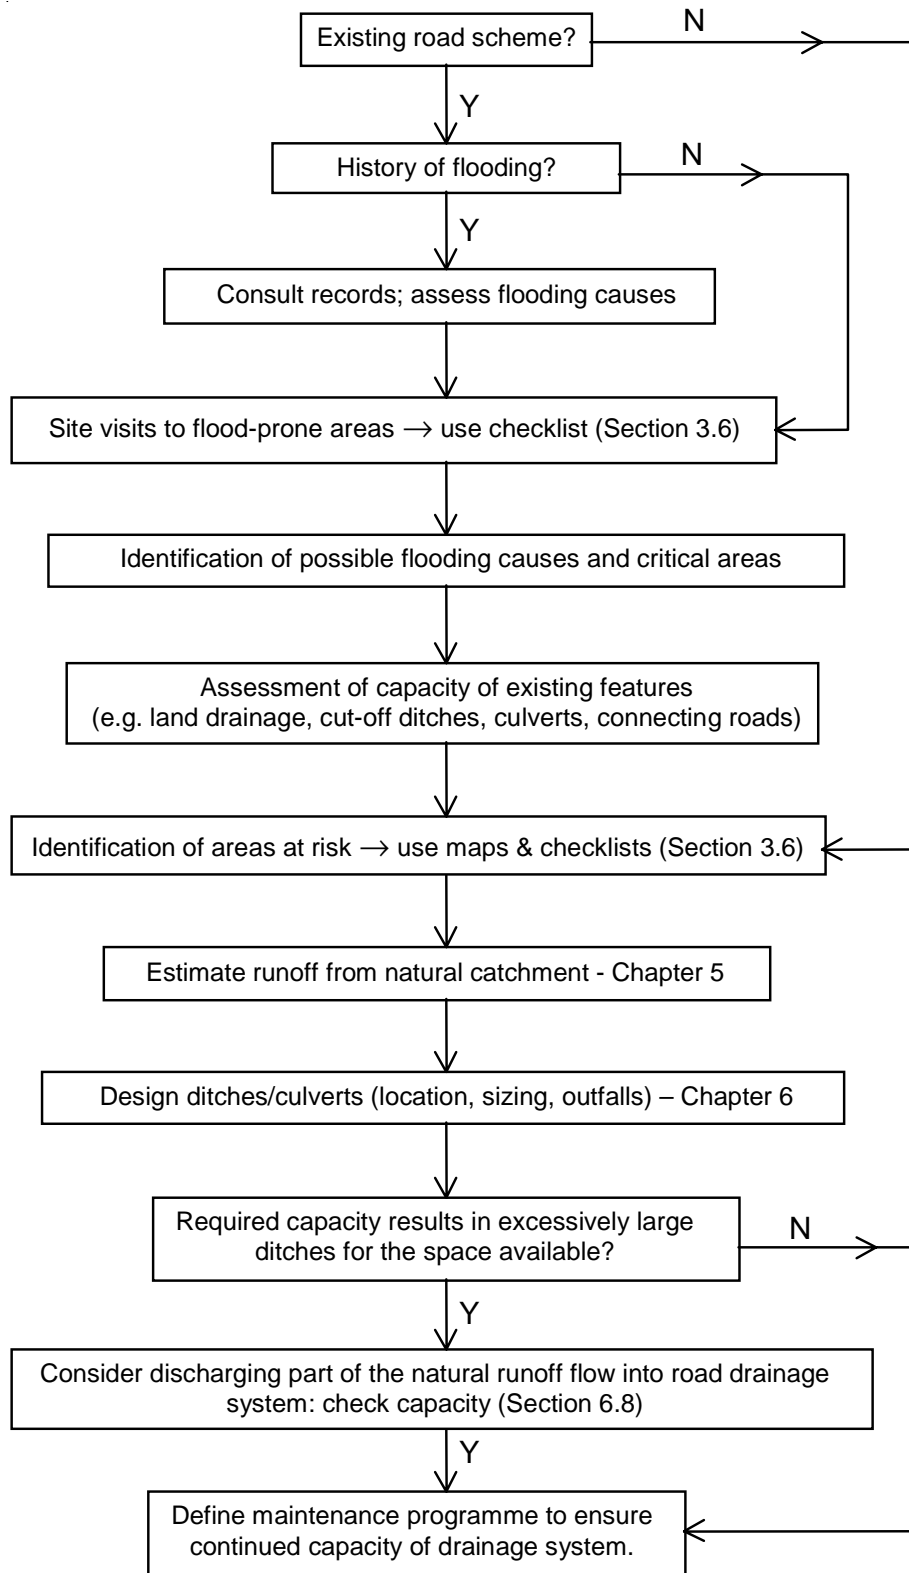 Existing road scheme?
N
Y
History of flooding?
N
Y
Consult records; assess flooding causes
Site visits to flood-prone areas → use checklist (Section 3.6)
Identification of possible flooding causes and critical areas
Assessment of capacity of existing features
(e.g. land drainage, cut-off ditches, culverts, connecting roads)
Identification of areas at risk → use maps & checklists (Section 3.6)
Estimate runoff from natural catchment - Chapter 5
Design ditches/culverts (location, sizing, outfalls) – Chapter 6
Required capacity results in excessively large
ditches for the space available?
N
Y
Consider discharging part of the natural runoff flow into road drainage
system: check capacity (Section 6.8)
Y
Define maintenance programme to ensure
continued capacity of drainage system.